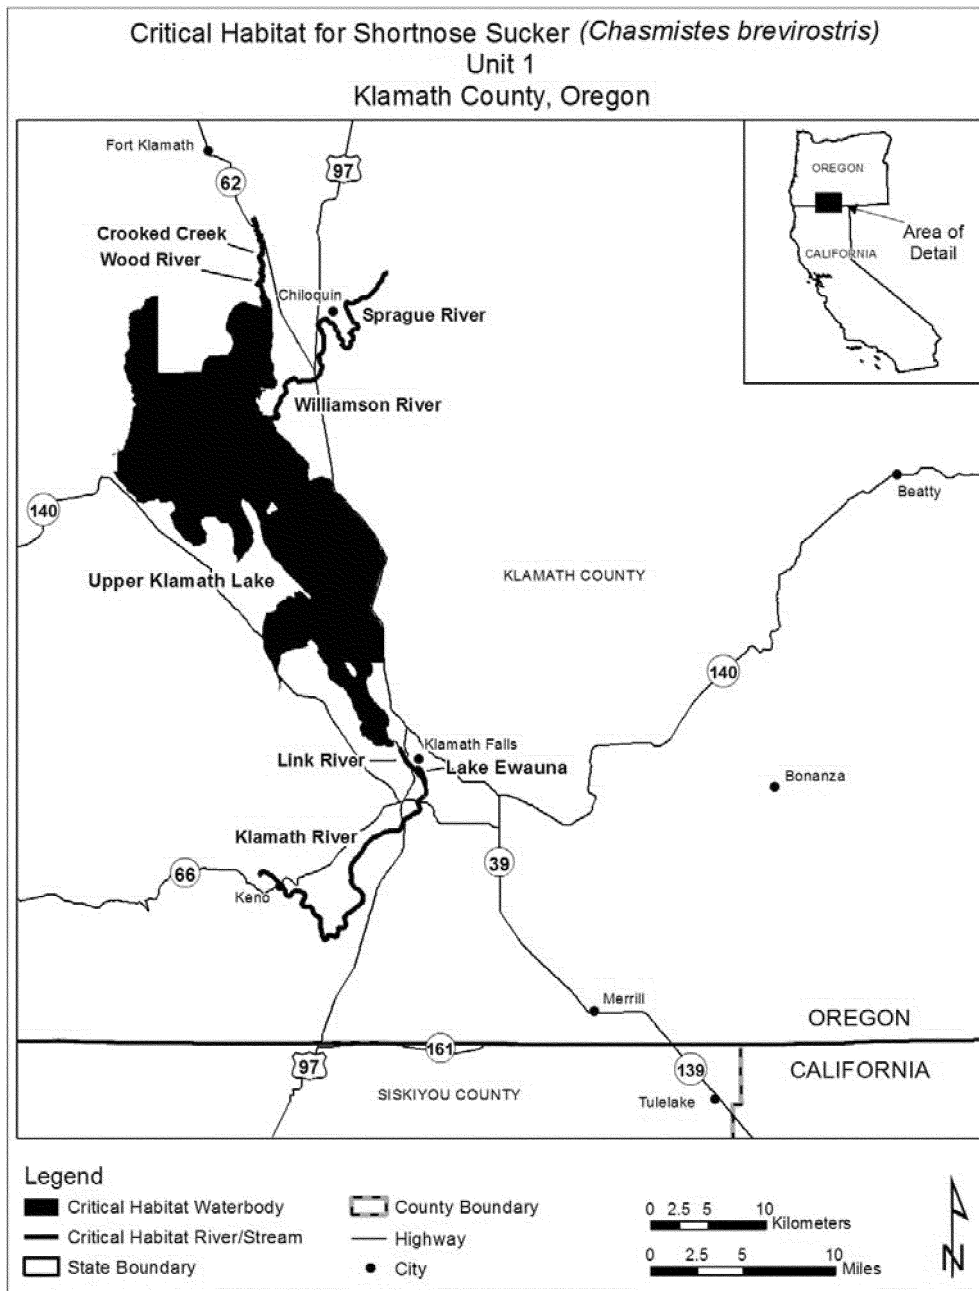 Critical Habitat for Shortnose Sucker (Chasmistes brevirostris)
Unit 1
Klamath County, Oregon
Fort Klamath
62
97
OREGON
CALIFORNIA
Area of
Detail
Crooked Creek
Wood River
Chiloquin
Sprague River
Williamson River
140
Beatty
Upper Klamath Lake
KLAMATH COUNTY
140
Link River
Klamath Falls
Lake Ewauna
Bonanza
Klamath River
39
66
Keno
Merrill
OREGON
161
97
139
CALIFORNIA
SISKIYOU COUNTY
Tulelake
Legend
Critical Habitat Waterbody
Critical Habitat River/Stream
State Boundary
County Boundary
Highway
City
0 2.5 5 10
Kilometers
0 2.5 5 10
Miles
N